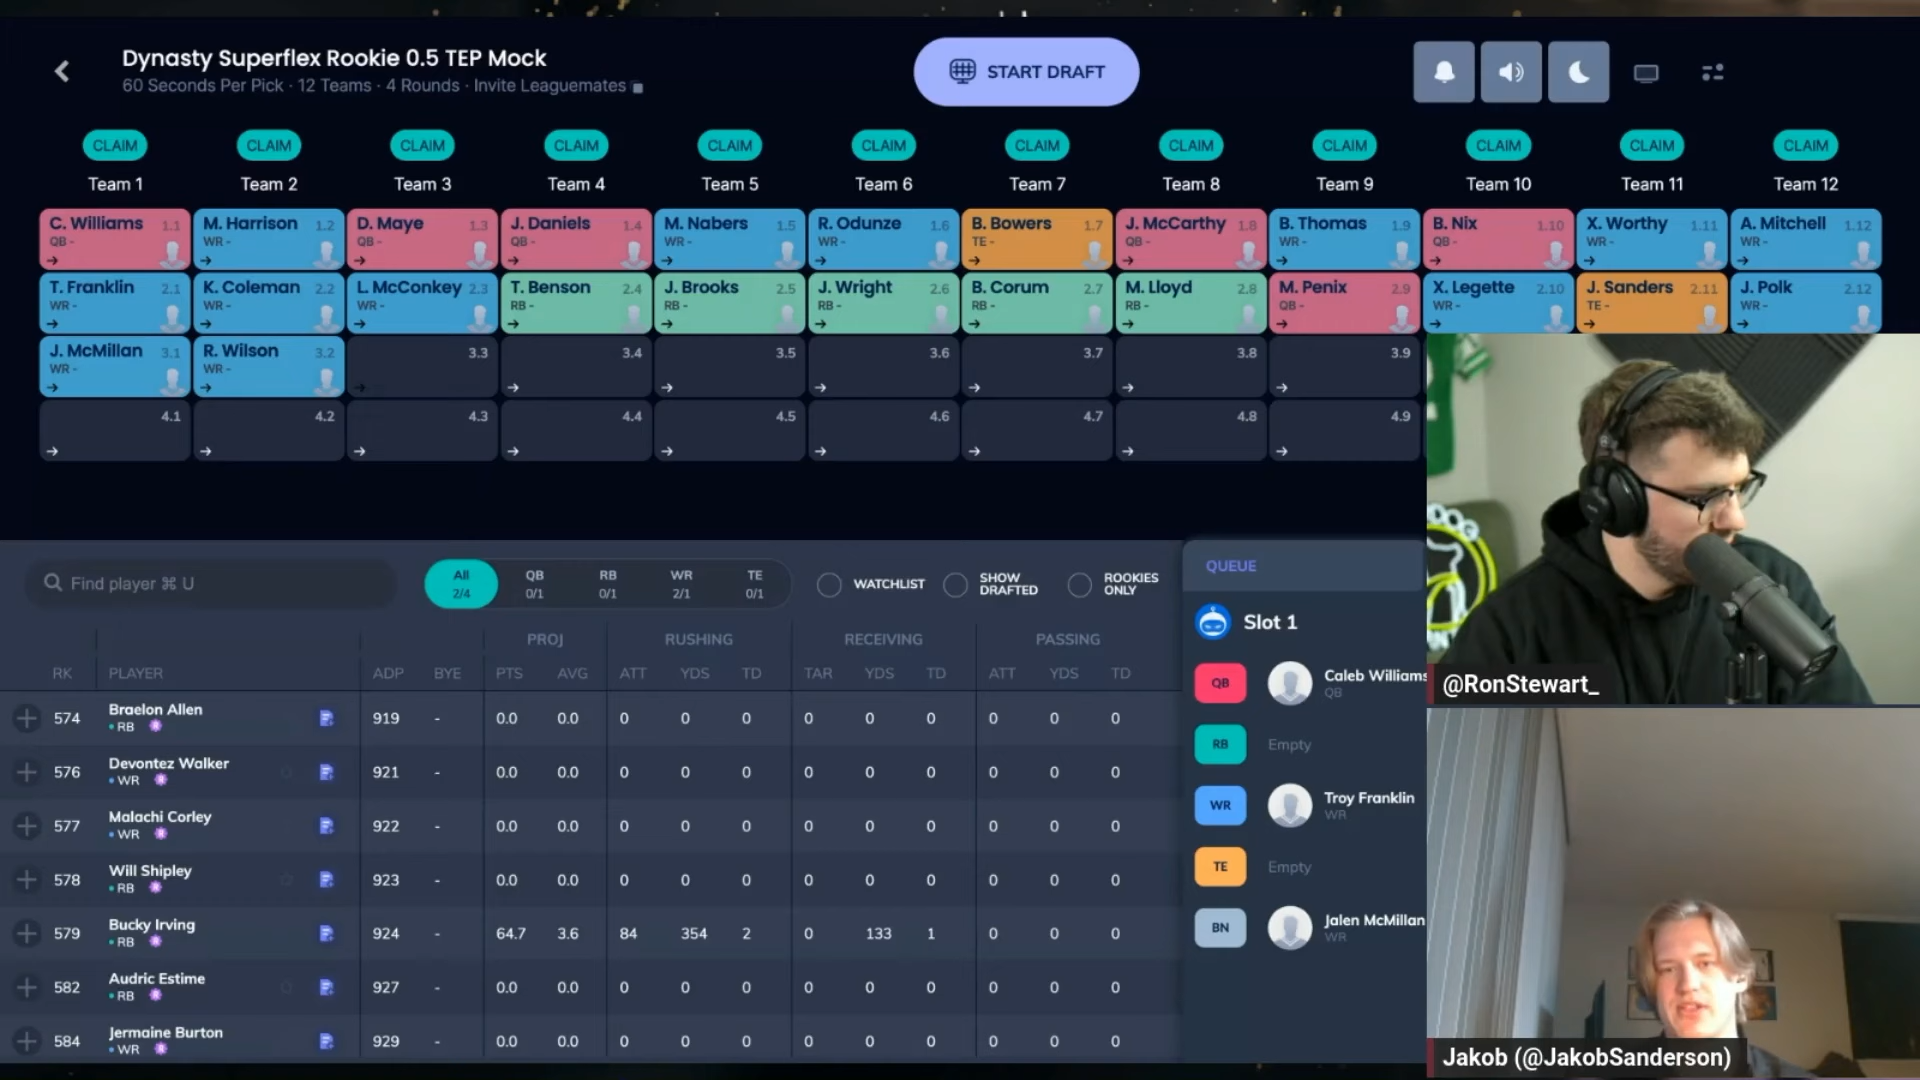 Dynasty Superflex Rookie 0.5 TEP Mock
60 Seconds Per Pick · 12 Teams · 4 Rounds · Invite Leaguemates
START DRAFT
CLAIM CLAIM CLAIM CLAIM CLAIM CLAIM CLAIM CLAIM CLAIM CLAIM CLAIM CLAIM
Team 1 Team 2 Team 3 Team 4 Team 5 Team 6 Team 7 Team 8 Team 9 Team 10 Team 11 Team 12
C. Williams 1.1 M. Harrison 1.2 D. Maye 1.3 J. Daniels 1.4 M. Nabers 1.5 R. Odunze 1.6 B. Bowers 1.7 J. McCarthy 1.8 B. Thomas 1.9 B. Nix 1.10 X. Worthy 1.11 A. Mitchell 1.12
QB - WR - QB - QB - WR - WR - TE - QB - WR - QB - WR - WR -
T. Franklin 2.1 K. Coleman 2.2 L. McConkey 2.3 T. Benson 2.4 J. Brooks 2.5 J. Wright 2.6 B. Corum 2.7 M. Lloyd 2.8 M. Penix 2.9 X. Legette 2.10 J. Sanders 2.11 J. Polk 2.12
WR - WR - WR - RB - RB - RB - RB - RB - QB - WR - TE - WR -
J. McMillan 3.1 R. Wilson 3.2 3.3 3.4 3.5 3.6 3.7 3.8 3.9
WR - WR -
4.1 4.2 4.3 4.4 4.5 4.6 4.7 4.8 4.9
Find player ⌘ U
All QB RB WR TE
2/4 0/1 0/1 2/1 0/1
WATCHLIST
SHOW
DRAFTED
ROOKIES
ONLY
PROJ RUSHING RECEIVING PASSING
RK PLAYER ADP BYE PTS AVG ATT YDS TD TAR YDS TD ATT YDS TD
574 Braelon Allen 919 - 0.0 0.0 0 0 0 0 0 0 0 0 0
RB
576 Devontez Walker 921 - 0.0 0.0 0 0 0 0 0 0 0 0 0
WR
577 Malachi Corley 922 - 0.0 0.0 0 0 0 0 0 0 0 0 0
WR
578 Will Shipley 923 - 0.0 0.0 0 0 0 0 0 0 0 0 0
RB
579 Bucky Irving 924 - 64.7 3.6 84 354 2 0 133 1 0 0 0
RB
582 Audric Estime 927 - 0.0 0.0 0 0 0 0 0 0 0 0 0
RB
584 Jermaine Burton 929 - 0.0 0.0 0 0 0 0 0 0 0 0 0
WR
QUEUE
Slot 1
QB Caleb Williams
QB
RB Empty
WR Troy Franklin
WR
TE Empty
BN Jalen McMillan
WR
@RonStewart_
Jakob (@JakobSanderson)